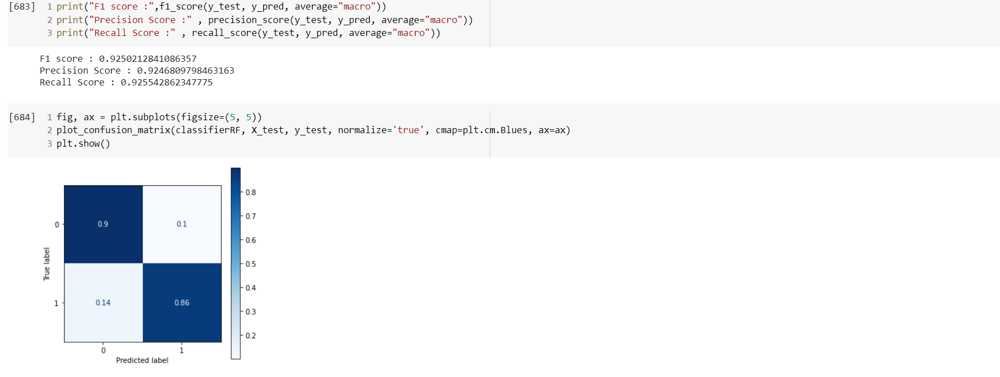 [683] 1 print("F1 score :",f1_score(y_test, y_pred, average="macro"))
2 print("Precision Score :" , precision_score(y_test, y_pred, average="macro"))
3 print("Recall Score :" , recall_score(y_test, y_pred, average="macro"))
F1 score : 0.9250212841086357
Precision Score : 0.9246809798463163
Recall Score : 0.925542862347775
[684] 1 fig, ax = plt.subplots(figsize=(5, 5))
2 plot_confusion_matrix(classifierRF, X_test, y_test, normalize='true', cmap=plt.cm.Blues, ax=ax)
3 plt.show()
True label
0
1
0.9 0.1
0.14 0.86
0 1
Predicted label
0.8
0.7
0.6
0.5
0.4
0.3
0.2